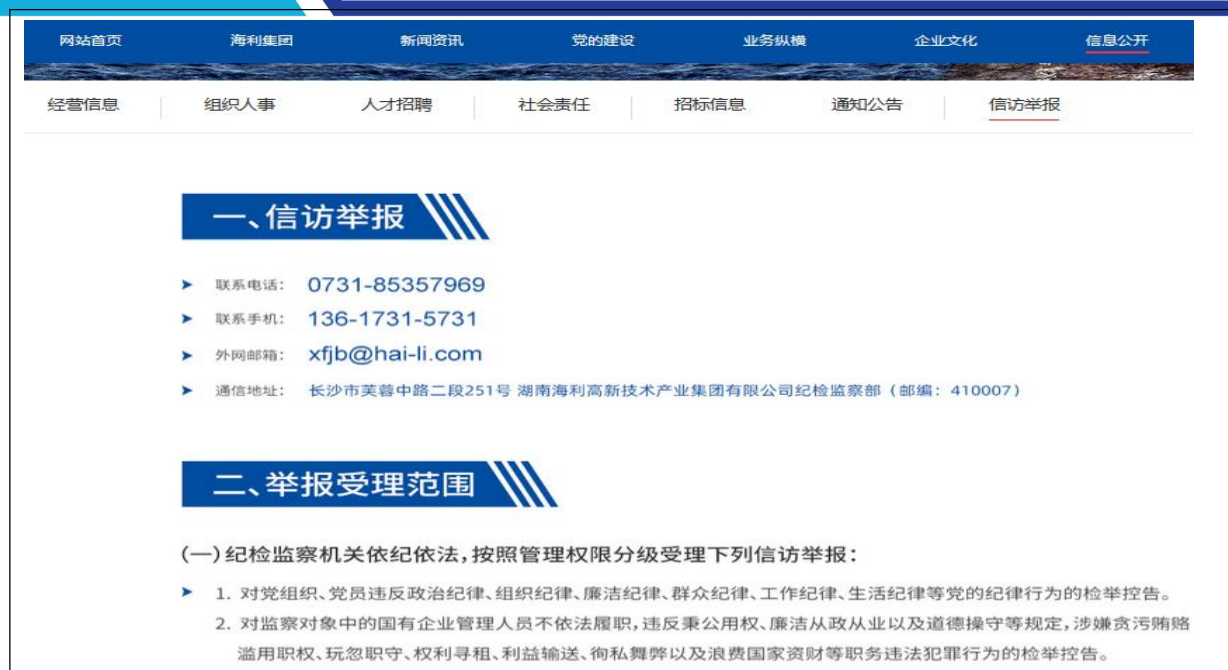 网站首页 海利集团 新闻资讯 党的建设 业务纵横 企业文化 信息公开
经营信息 组织人事 人才招聘 社会责任 招标信息 通知公告 信访举报
一、信访举报
联系电话: 0731-85357969
联系手机: 136-1731-5731
外网邮箱: xfjb@hai-li.com
通信地址: 长沙市芙蓉中路二段251号 湖南海利高新技术产业集团有限公司纪检监察部（邮编：410007）
二、举报受理范围
(一)纪检监察机关依纪依法,按照管理权限分级受理下列信访举报:
1. 对党组织、党员违反政治纪律、组织纪律、廉洁纪律、群众纪律、工作纪律、生活纪律等党的纪律行为的检举控告。
2. 对监察对象中的国有企业管理人员不依法履职,违反秉公用权、廉洁从政从业以及道德操守等规定,涉嫌贪污贿赂
滥用职权、玩忽职守、权利寻租、利益输送、徇私舞弊以及浪费国家资财等职务违法犯罪行为的检举控告。